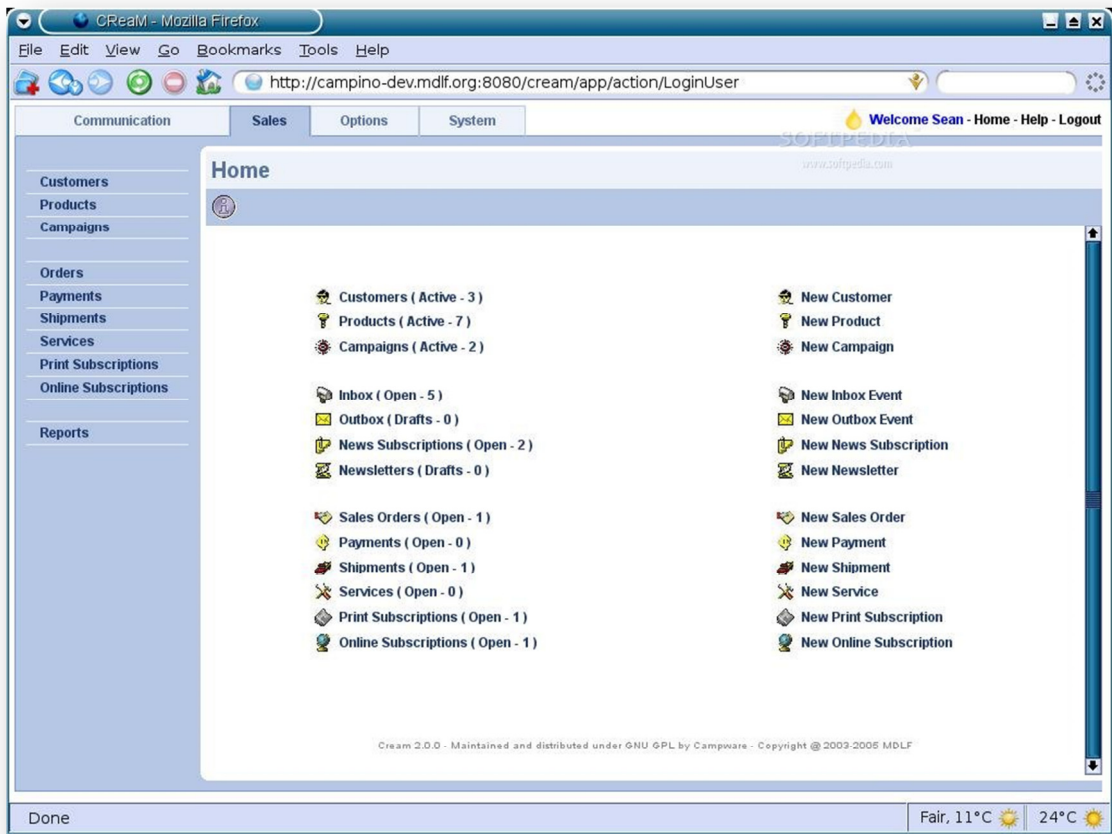 CReaM - Mozilla Firefox
File Edit View Go Bookmarks Tools Help
http://campino-dev.mdlf.org:8080/cream/app/action/LoginUser
Communication Sales Options System Welcome Sean - Home - Help - Logout
SOFTPEDIA
www.softpedia.com
Home
Customers
Products
Campaigns
Orders
Payments
Shipments
Services
Print Subscriptions
Online Subscriptions
Reports
Customers ( Active - 3 ) New Customer
Products ( Active - 7 ) New Product
Campaigns ( Active - 2 ) New Campaign
Inbox ( Open - 5 ) New Inbox Event
Outbox ( Drafts - 0 ) New Outbox Event
News Subscriptions ( Open - 2 ) New News Subscription
Newsletters ( Drafts - 0 ) New Newsletter
Sales Orders ( Open - 1 ) New Sales Order
Payments ( Open - 0 ) New Payment
Shipments ( Open - 1 ) New Shipment
Services ( Open - 0 ) New Service
Print Subscriptions ( Open - 1 ) New Print Subscription
Online Subscriptions ( Open - 1 ) New Online Subscription
Cream 2.0.0 - Maintained and distributed under GNU GPL by Campware - Copyright @ 2003-2005 MDLF
Done Fair, 11°C 24°C